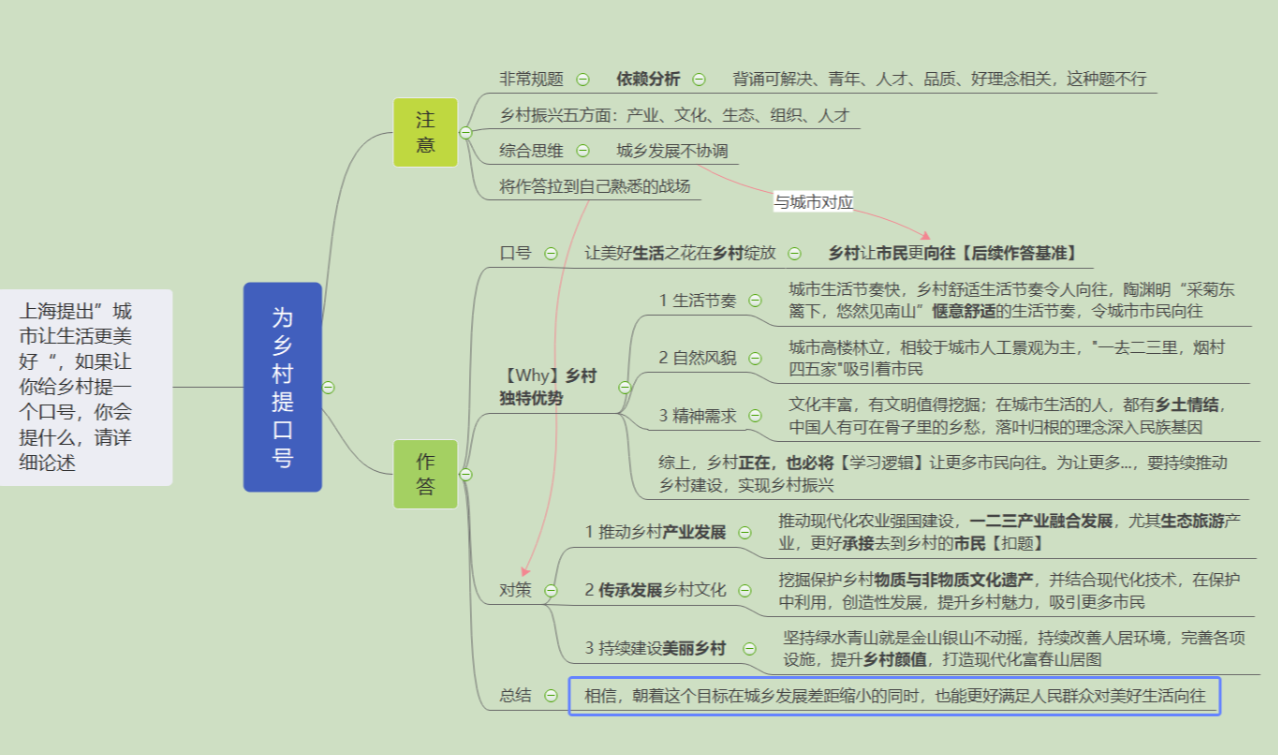 上海提出”城
市让生活更美
好“，如果让
你给乡村提一
个口号，你会
提什么，请详
细论述
为
乡
村
提
口
号
注
意
非常规题
依赖分析
背诵可解决、青年、人才、品质、好理念相关，这种题不行
乡村振兴五方面：产业、文化、生态、组织、人才
综合思维
城乡发展不协调
将作答拉到自己熟悉的战场
与城市对应
作
答
口号
让美好生活之花在乡村绽放
乡村让市民更向往【后续作答基准】
【Why】乡村
独特优势
1 生活节奏
城市生活节奏快，乡村舒适生活节奏令人向往，陶渊明“采菊东
篱下，悠然见南山”惬意舒适的生活节奏，令城市市民向往
2 自然风貌
城市高楼林立，相较于城市人工景观为主，"一去二三里，烟村
四五家"吸引着市民
3 精神需求
文化丰富，有文明值得挖掘；在城市生活的人，都有乡土情结，
中国人有可在骨子里的乡愁，落叶归根的理念深入民族基因
综上，乡村正在，也必将【学习逻辑】让更多市民向往。为让更多...，要持续推动
乡村建设，实现乡村振兴
对策
1 推动乡村产业发展
推动现代化农业强国建设，一二三产业融合发展，尤其生态旅游产
业，更好承接去到乡村的市民【扣题】
2 传承发展乡村文化
挖掘保护乡村物质与非物质文化遗产，并结合现代化技术，在保护
中利用，创造性发展，提升乡村魅力，吸引更多市民
3 持续建设美丽乡村
坚持绿水青山就是金山银山不动摇，持续改善人居环境，完善各项
设施，提升乡村颜值，打造现代化富春山居图
总结
相信，朝着这个目标在城乡发展差距缩小的同时，也能更好满足人民群众对美好生活向往